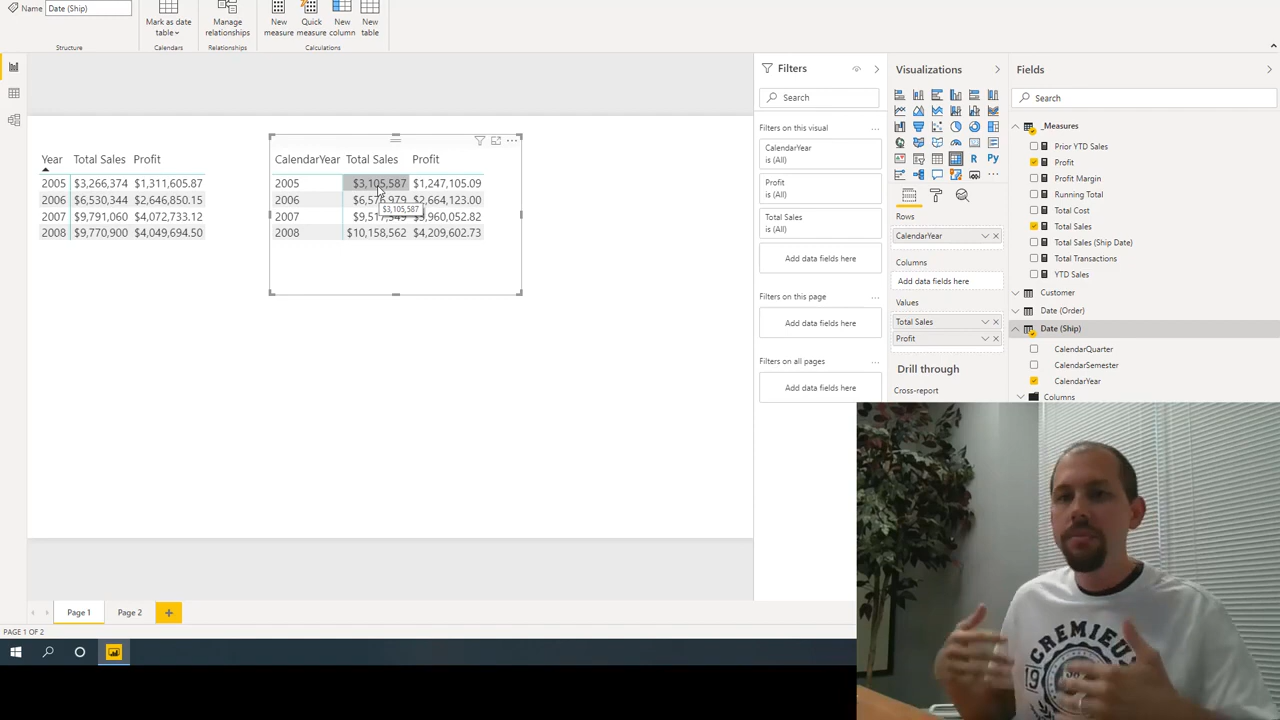 Name Date (Ship)
Mark as date table
Manage relationships
New measure
Quick measure
New column
New table
Structure
Calendars
Relationships
Calculations
Year Total Sales Profit
2005 $3,266,374 $1,311,605.87
2006 $6,530,344 $2,646,850.12
2007 $9,791,060 $4,072,733.12
2008 $9,770,900 $4,049,694.50
CalendarYear Total Sales Profit
2005 $3,105,587 $1,247,105.09
2006 $6,576,979 $2,664,123.00
$3,105,587
2007
2008 $10,158,562 $4,209,602.73
Filters
Search
Filters on this visual ...
CalendarYear
is (All)
Profit
is (All)
Total Sales
is (All)
Add data fields here
Filters on this page ...
Add data fields here
Filters on all pages ...
Add data fields here
Visualizations
R Py
Rows
CalendarYear
Columns
Add data fields here
Values
Total Sales
Profit
Drill through
Cross-report
Fields
Search
_Measures
Prior YTD Sales
Profit
Profit Margin
Running Total
Total Cost
Total Sales
Total Sales (Ship Date)
Total Transactions
YTD Sales
Customer
Date (Order)
Date (Ship)
CalendarQuarter
CalendarSemester
CalendarYear
Columns
CREMIEUX
Page 1
Page 2
PAGE 1 OF 2